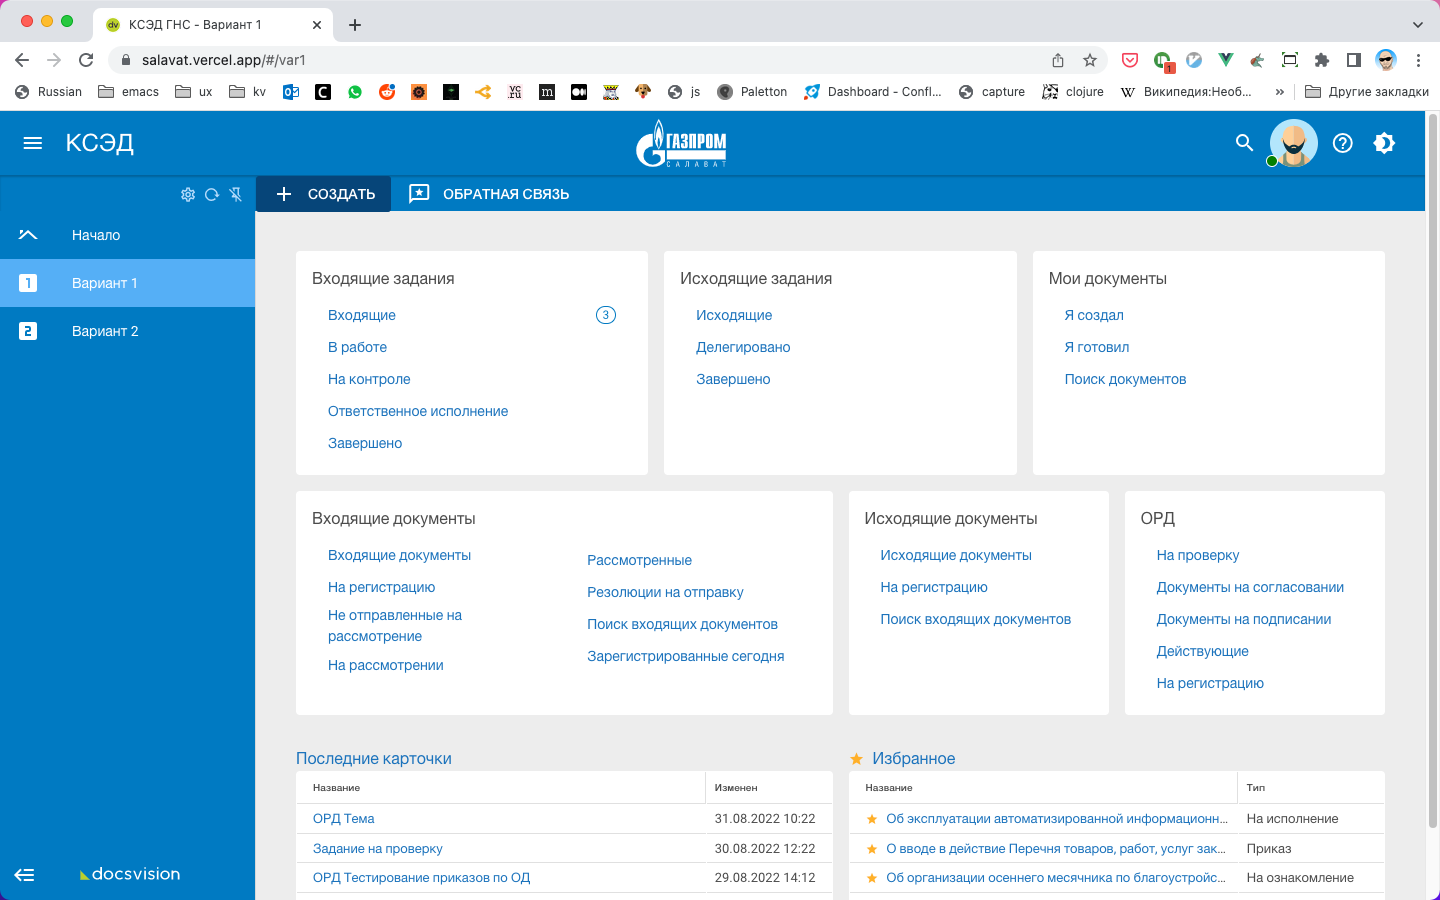 КСЭД ГНС - Вариант 1
salavat.vercel.app/#/var1
1
Russian
emacs
ux
kv
js
Paletton
Dashboard - Confl...
capture
clojure
W Википедия:Необ...
»
Другие закладки
КСЭД
ГАЗПРОМ
САЛАВАТ
СОЗДАТЬ
ОБРАТНАЯ СВЯЗЬ
Начало
1 Вариант 1
2 Вариант 2
Входящие задания
Входящие 3
В работе
На контроле
Ответственное исполнение
Завершено
Исходящие задания
Исходящие
Делегировано
Завершено
Мои документы
Я создал
Я готовил
Поиск документов
Входящие документы
Входящие документы
На регистрацию
Не отправленные на
рассмотрение
На рассмотрении
Рассмотренные
Резолюции на отправку
Поиск входящих документов
Зарегистрированные сегодня
Исходящие документы
Исходящие документы
На регистрацию
Поиск входящих документов
ОРД
На проверку
Документы на согласовании
Документы на подписании
Действующие
На регистрацию
Последние карточки
Название Изменен
ОРД Тема 31.08.2022 10:22
Задание на проверку 30.08.2022 12:22
ОРД Тестирование приказов по ОД 29.08.2022 14:12
Избранное
Название Тип
Об эксплуатации автоматизированной информационн... На исполнение
О вводе в действие Перечня товаров, работ, услуг зак... Приказ
Об организации осеннего месячника по благоустройс... На ознакомление
docsvision